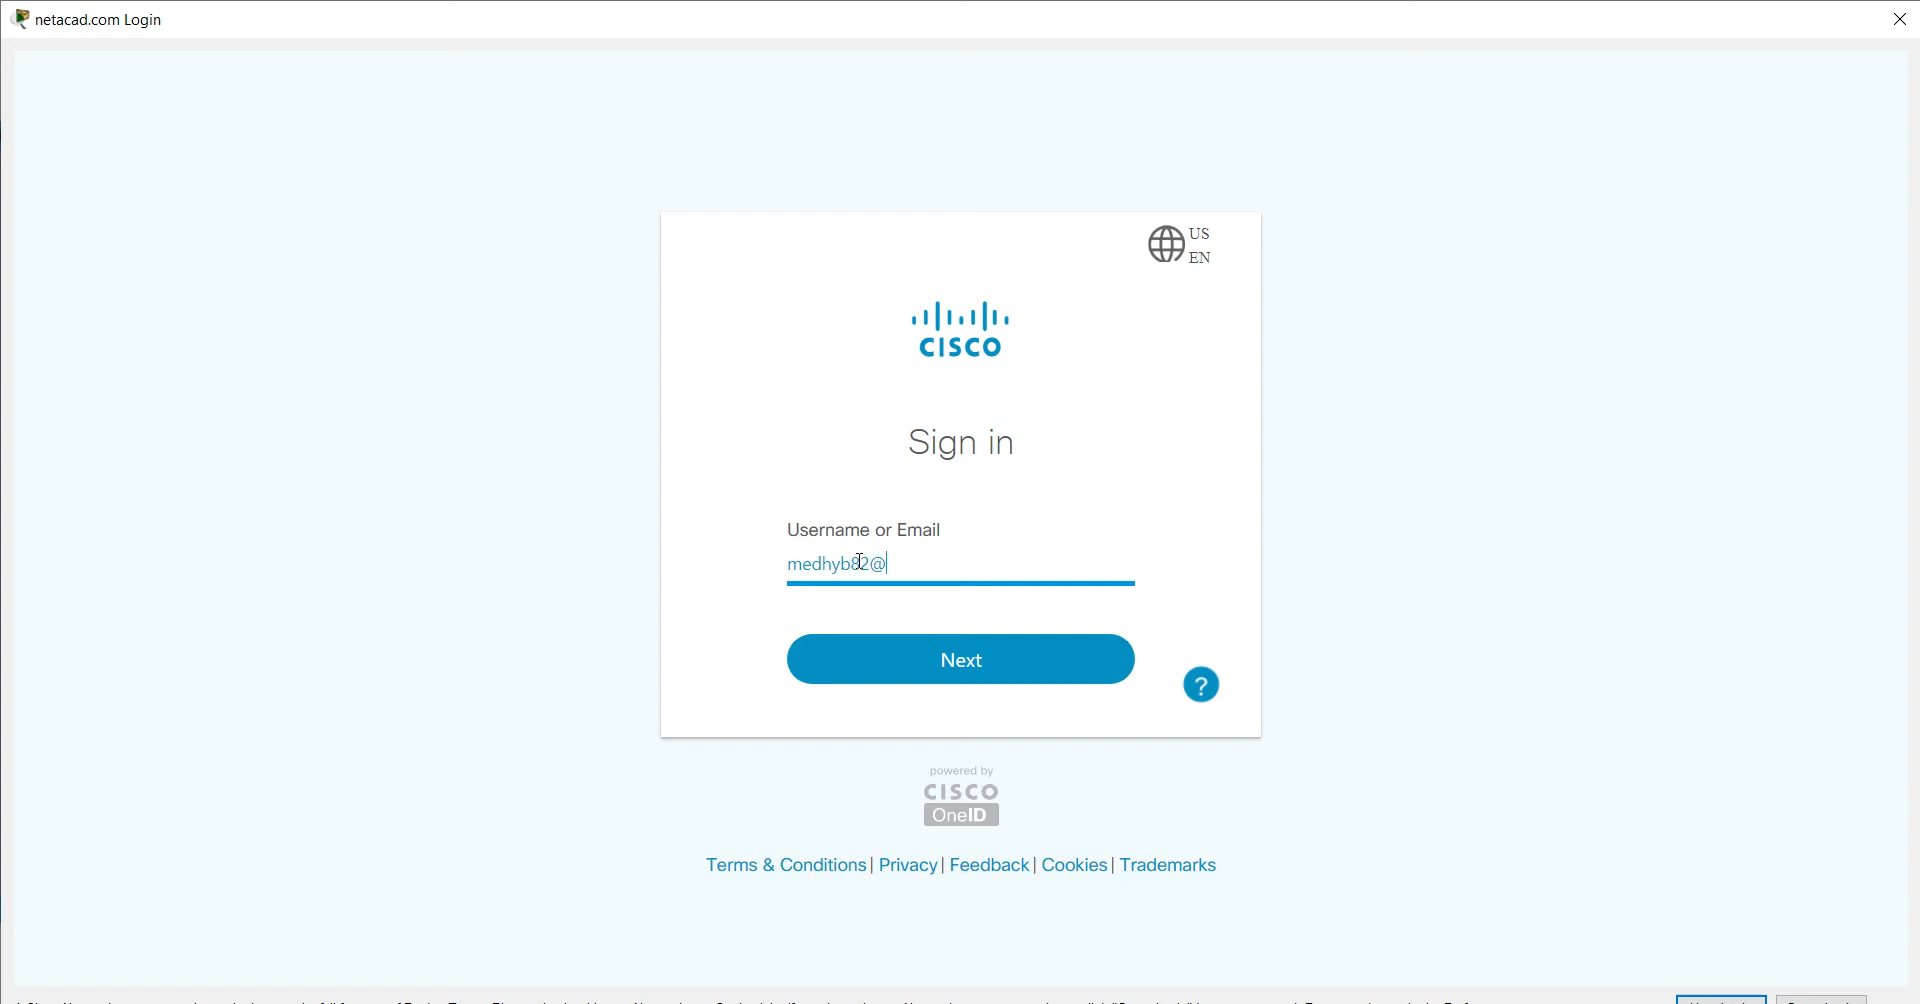 netacad.com Login
US
EN
CISCO
Sign in
Username or Email
medhyb82@
Next
?
powered by
CISCO
OneID
Terms & Conditions | Privacy | Feedback | Cookies | Trademarks